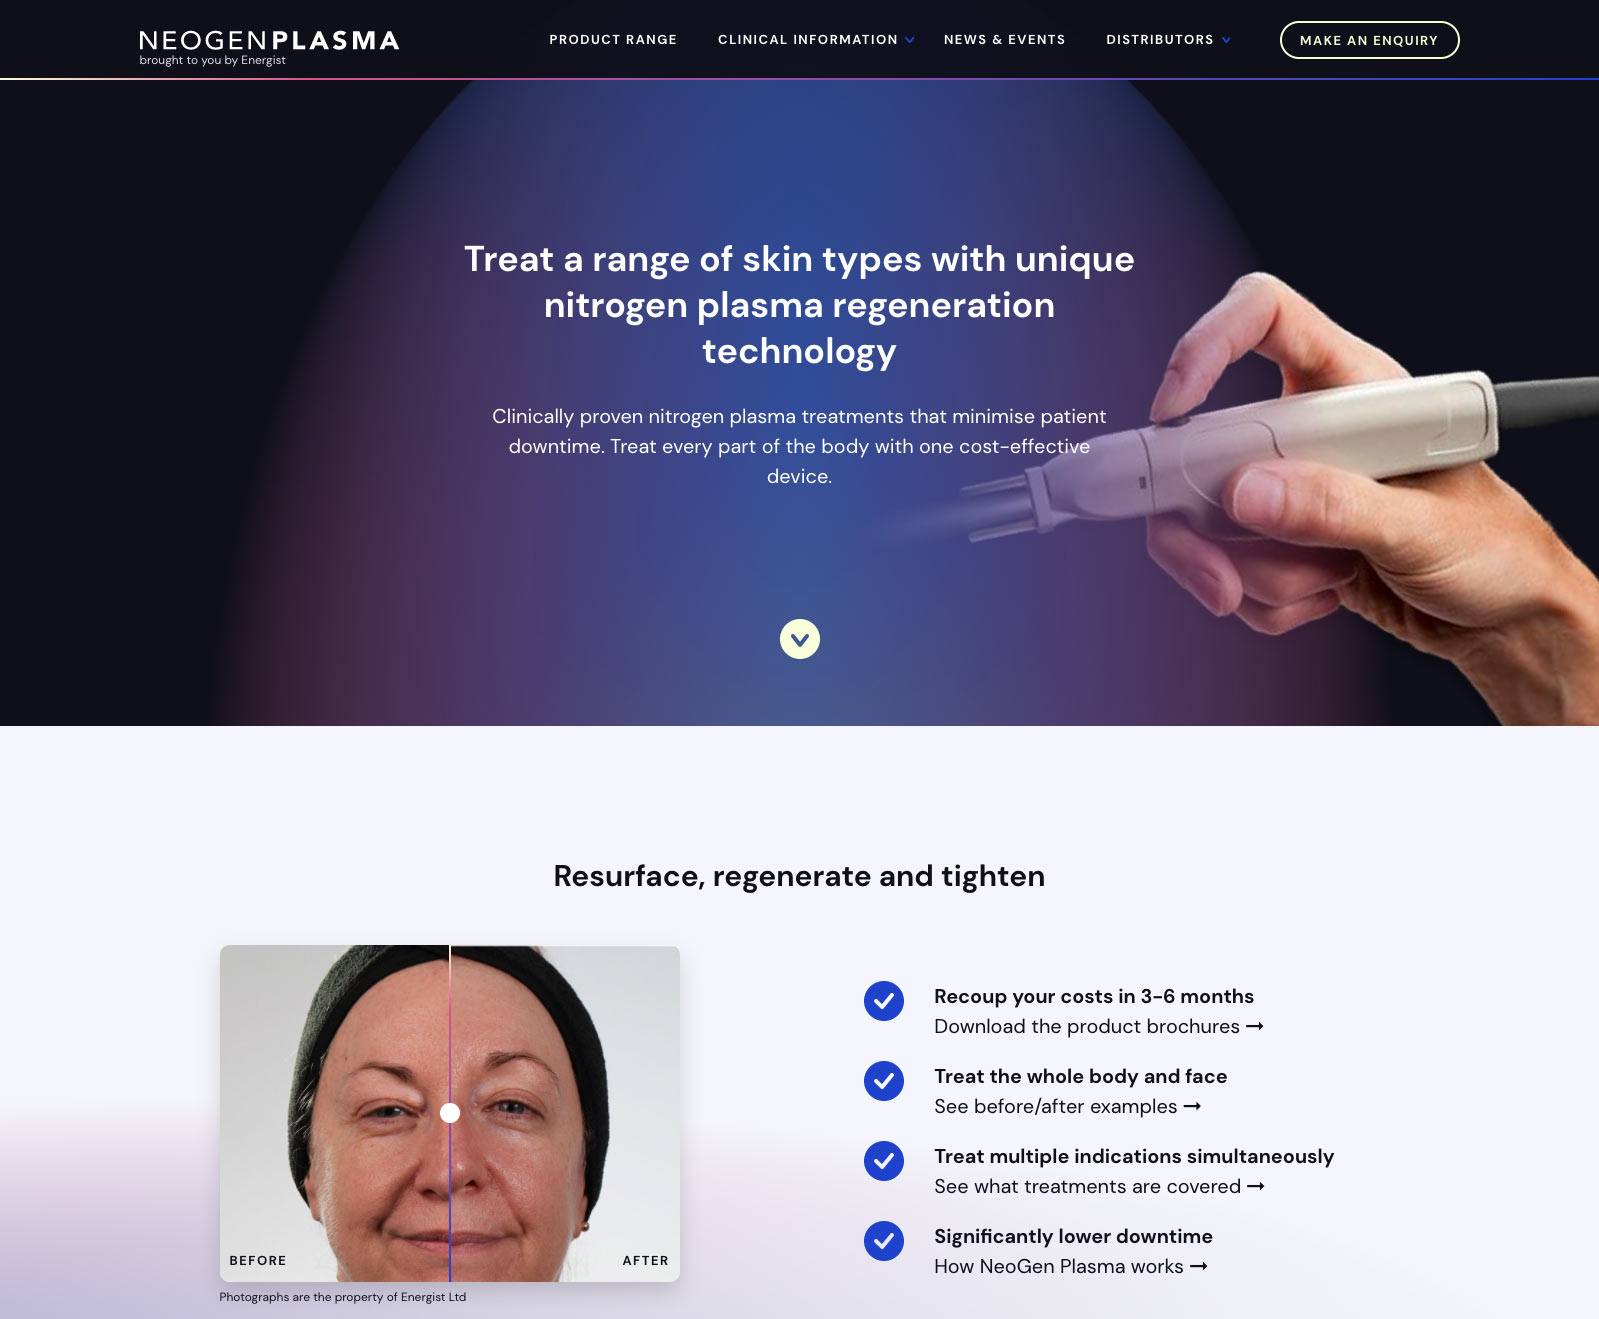 NEOGENPLASMA
brought to you by Energist
PRODUCT RANGE
CLINICAL INFORMATION
NEWS & EVENTS
DISTRIBUTORS
MAKE AN ENQUIRY
Treat a range of skin types with unique
nitrogen plasma regeneration
technology
Clinically proven nitrogen plasma treatments that minimise patient
downtime. Treat every part of the body with one cost-effective
device.
Resurface, regenerate and tighten
BEFORE
AFTER
Photographs are the property of Energist Ltd
Recoup your costs in 3-6 months
Download the product brochures →
Treat the whole body and face
See before/after examples →
Treat multiple indications simultaneously
See what treatments are covered →
Significantly lower downtime
How NeoGen Plasma works →